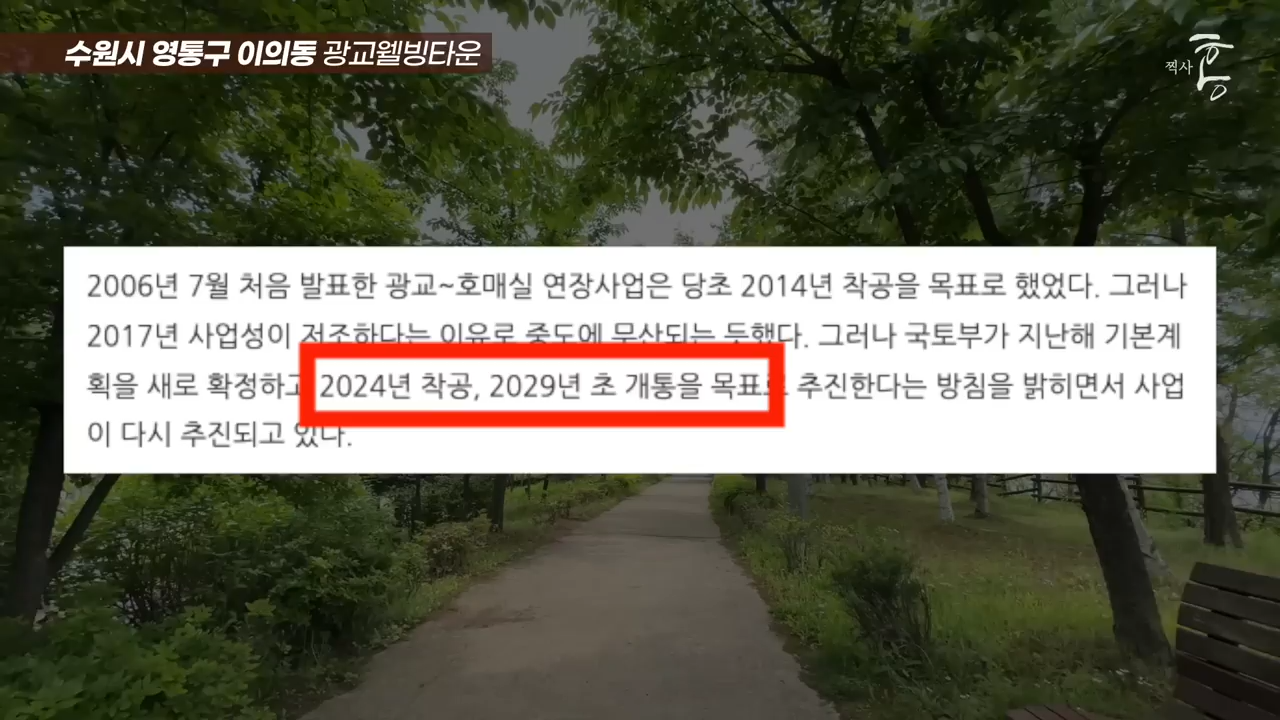 수원시 영통구 이의동 광교웰빙타운
찍사 홍
2006년 7월 처음 발표한 광교~호매실 연장사업은 당초 2014년 착공을 목표로 했었다. 그러나
2017년 사업성이 저조하다는 이유로 중도에 무산되는 듯했다. 그러나 국토부가 지난해 기본계
획을 새로 확정하고 2024년 착공, 2029년 초 개통을 목표로 추진한다는 방침을 밝히면서 사업
이 다시 추진되고 있다.